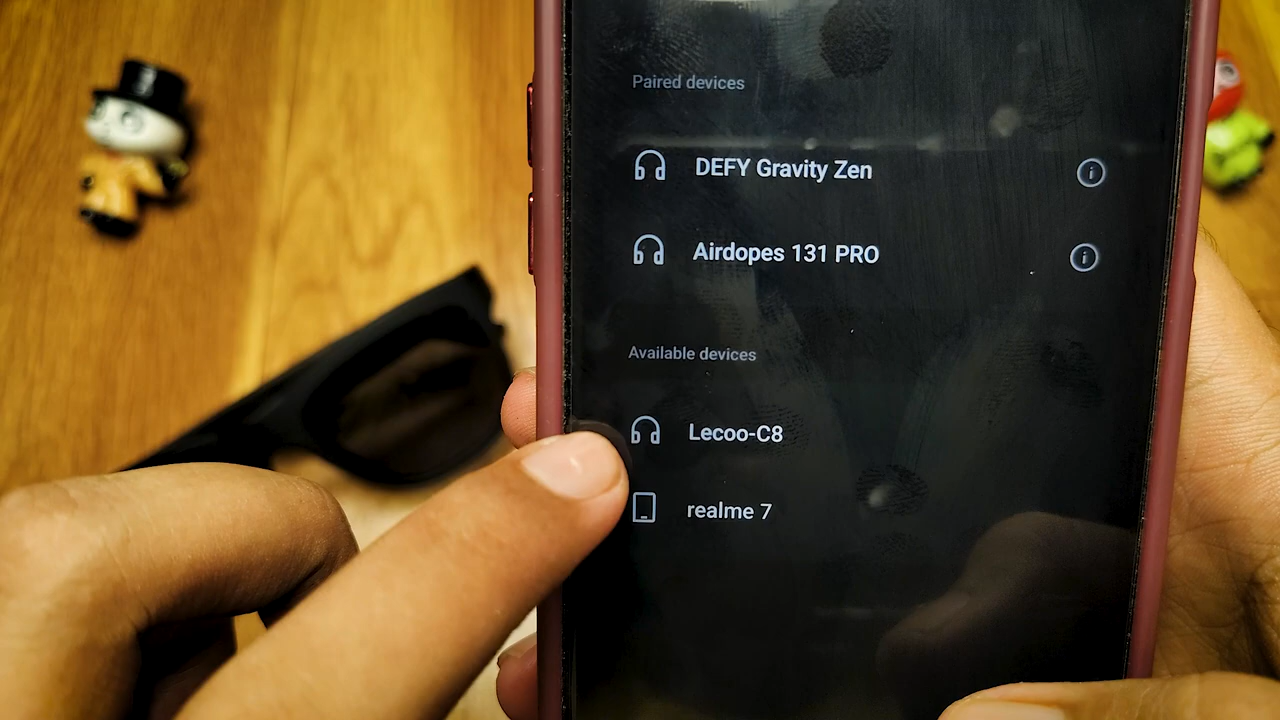 Paired devices
DEFY Gravity Zen
Airdopes 131 PRO
Available devices
Lecoo-C8
realme 7